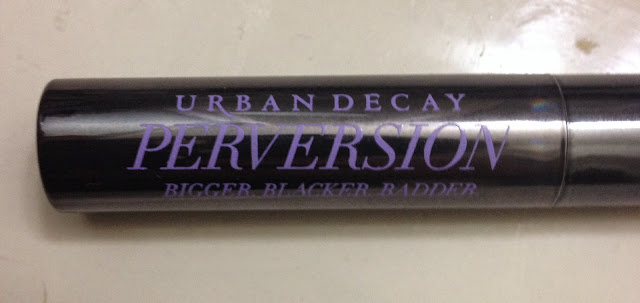 URBAN DECAY
PERVERSION
BIGGER BLACKER BADDER